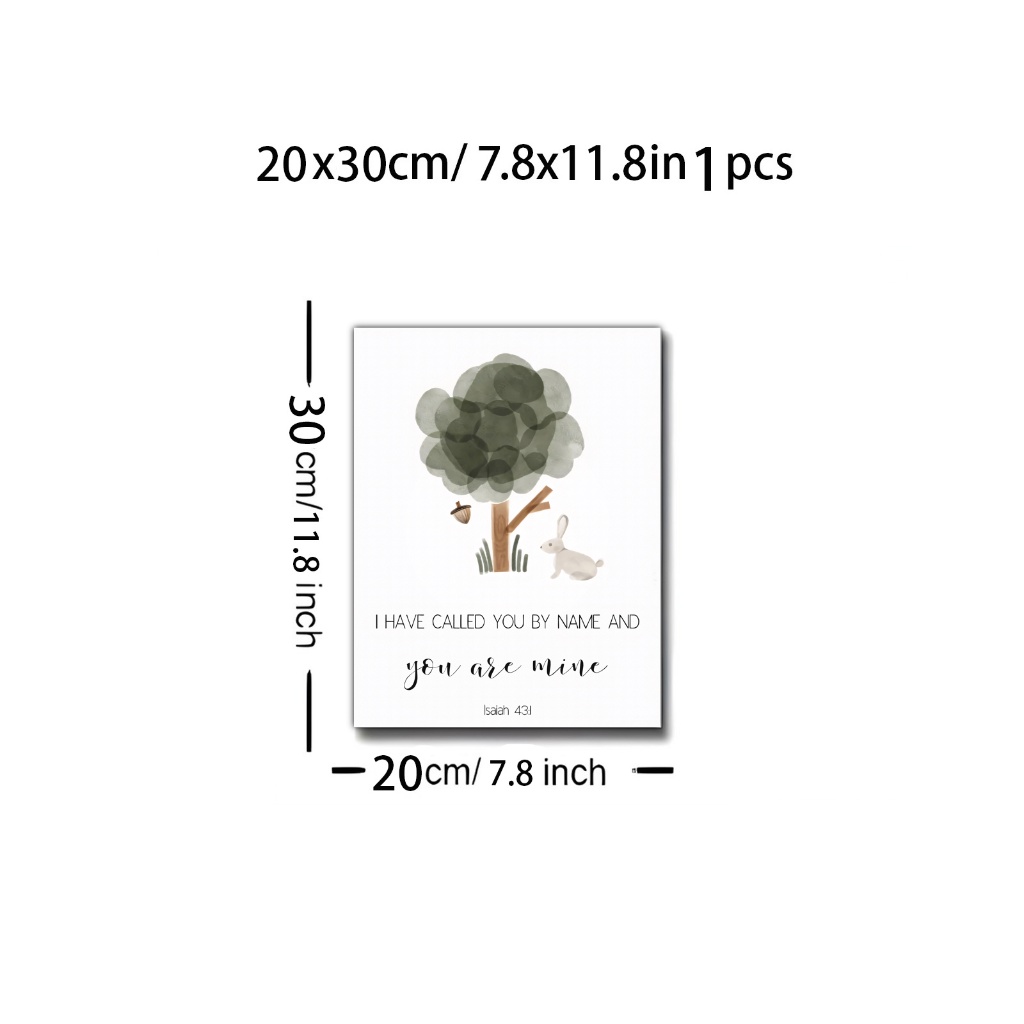 20x30cm/ 7.8x11.8in 1 pcs
30cm/11.8 inch
I HAVE CALLED YOU BY NAME AND
you are mine
Isaiah 43:1
20cm/ 7.8 inch